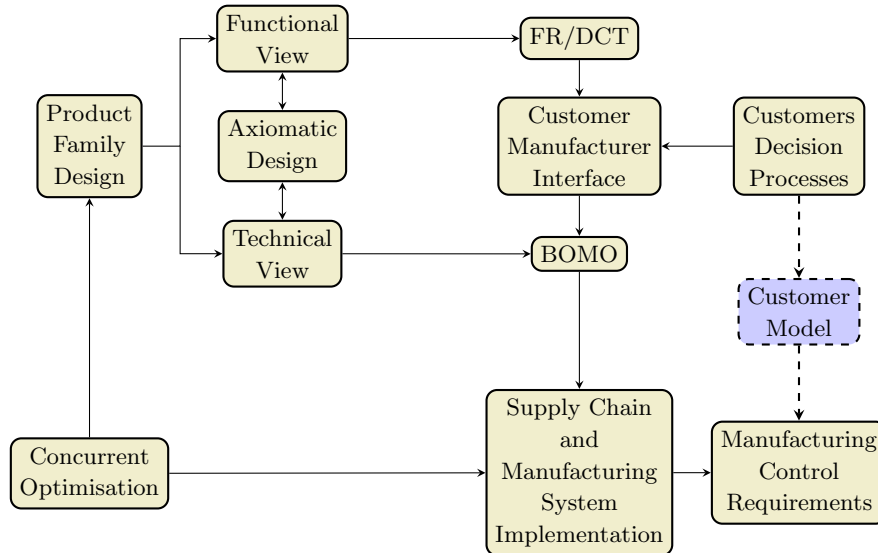 Functional
View
FR/DCT
Product
Family
Design
Axiomatic
Design
Customer
Manufacturer
Interface
Customers
Decision
Processes
Technical
View
BOMO
Customer
Model
Concurrent
Optimisation
Supply Chain
and
Manufacturing
System
Implementation
Manufacturing
Control
Requirements